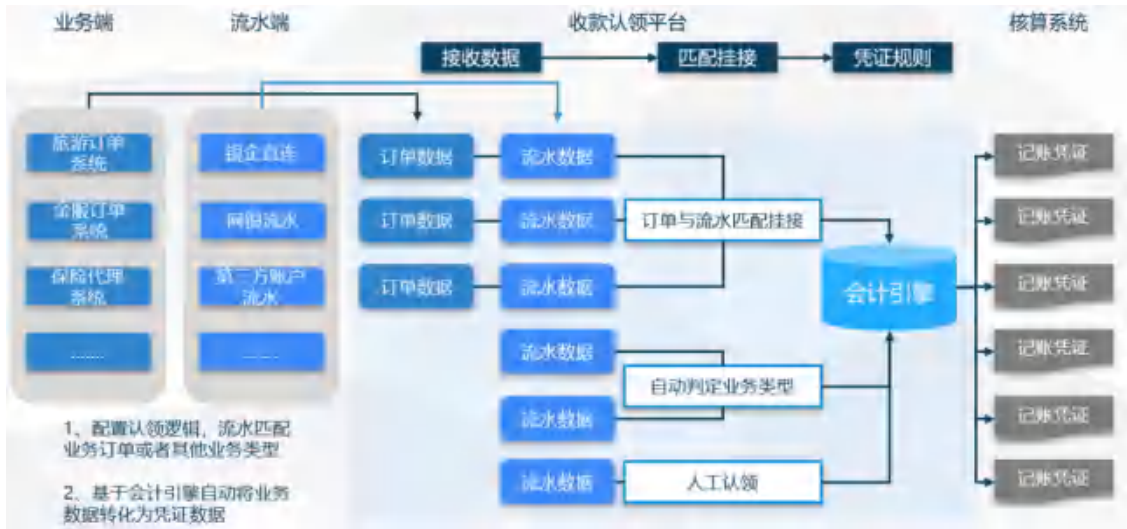 业务端
流水端
收款认领平台
核算系统
接收数据
匹配挂接
凭证规则
旅游订单
系统
金服订单
系统
保险代理
系统
.......
银企直连
网银流水
第三方账户
流水
.......
订单数据
流水数据
订单数据
流水数据
订单数据
流水数据
流水数据
流水数据
流水数据
订单与流水匹配挂接
自动判定业务类型
人工认领
会计引擎
记账凭证
记账凭证
记账凭证
记账凭证
记账凭证
记账凭证
1、配置认领逻辑，流水匹配
业务订单或者其他业务类型
2、基于会计引擎自动将业务
数据转化为凭证数据